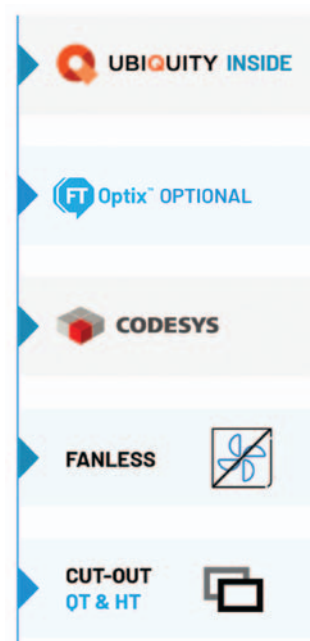 UBIQUITY INSIDE
FT Optix™ OPTIONAL
CODESYS
FANLESS
CUT-OUT
QT & HT